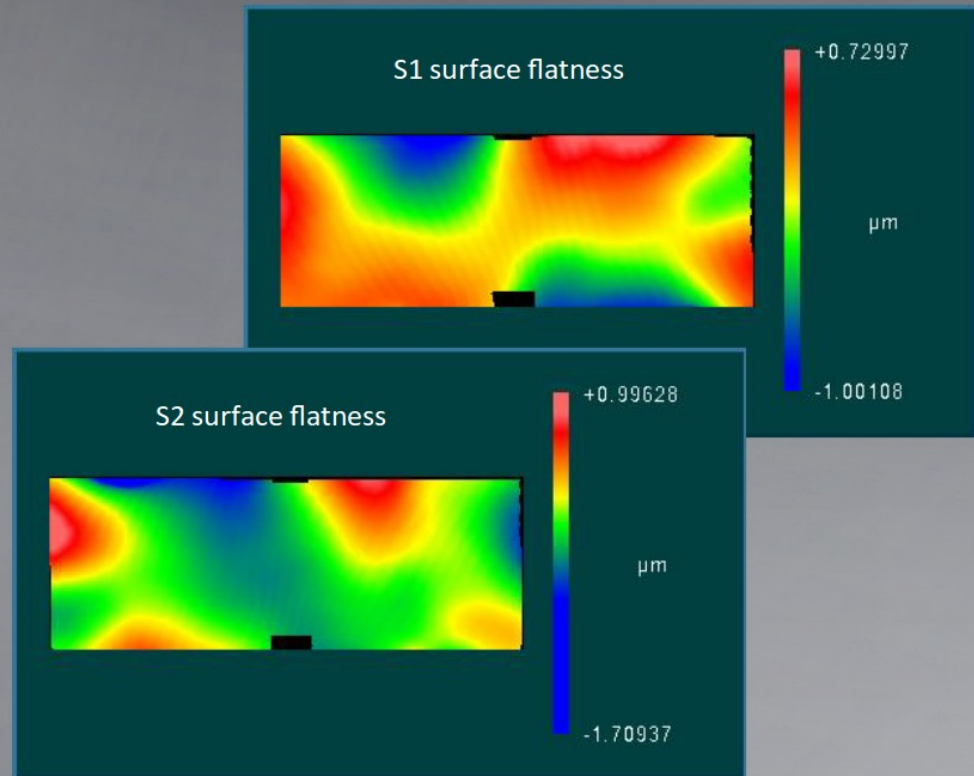 S1 surface flatness
+0.72997
µm
-1.00108
S2 surface flatness
+0.99628
µm
-1.70937